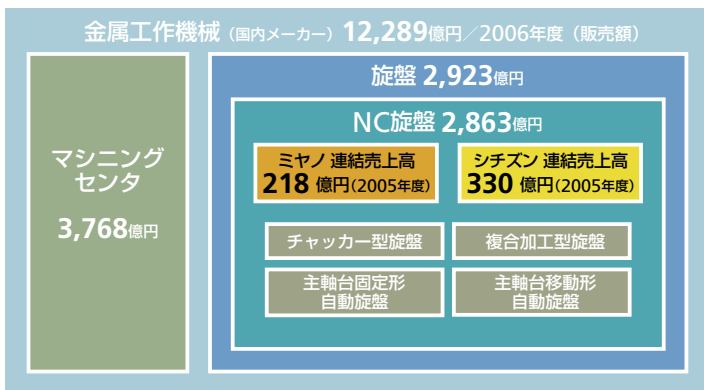 金属工作機械（国内メーカー）12,289億円／2006年度（販売額）
旋盤 2,923億円
NC旋盤 2,863億円
ミヤノ 連結売上高
218 億円（2005年度）
シチズン 連結売上高
330 億円（2005年度）
マシニング
センタ
3,768億円
チャッカー型旋盤
複合加工型旋盤
主軸台固定形
自動旋盤
主軸台移動形
自動旋盤